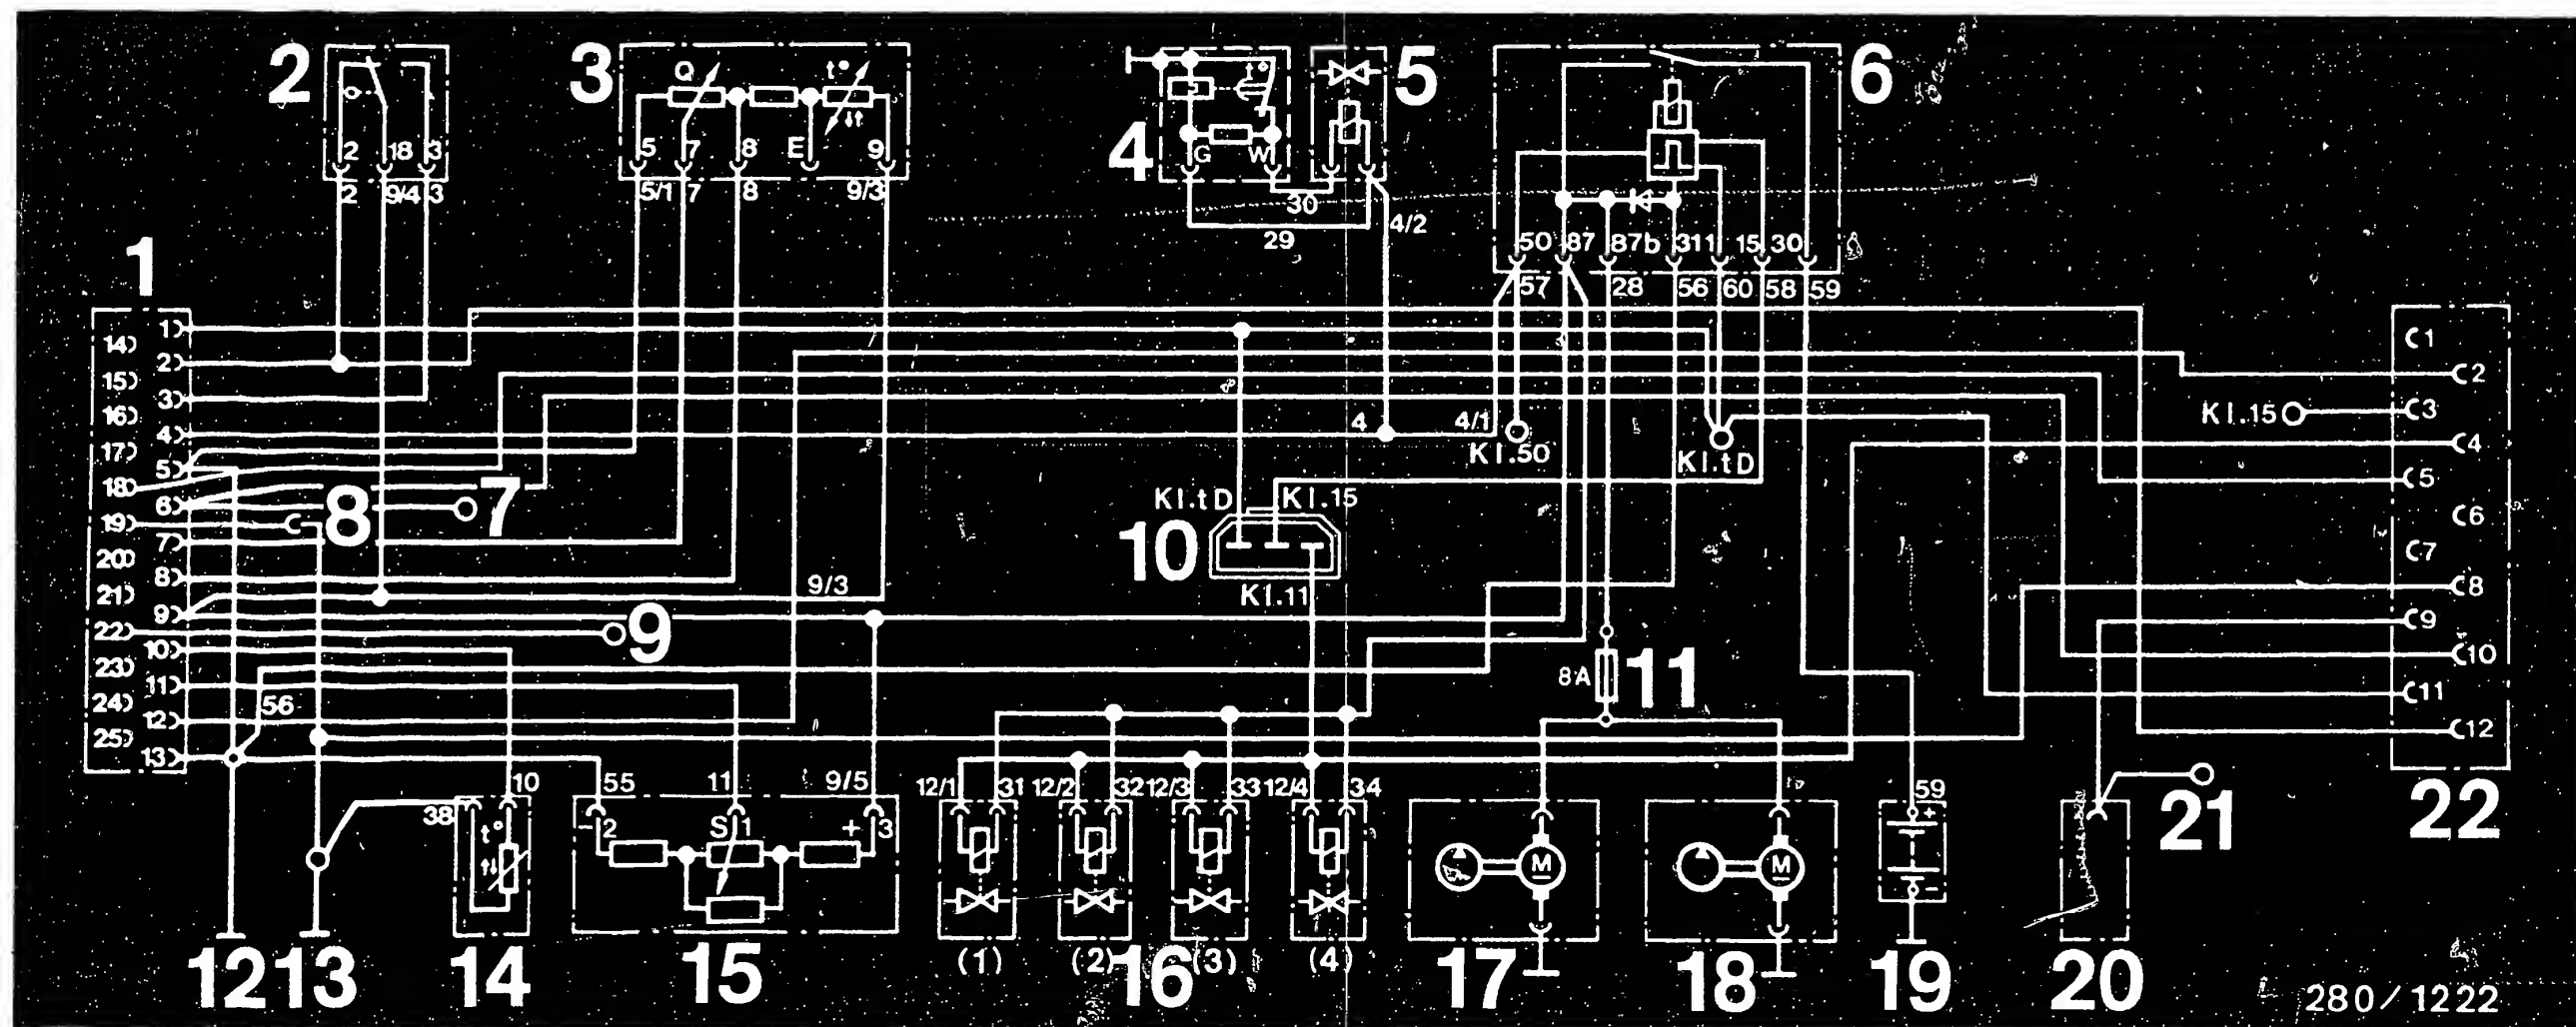 2 3 4 5 6
Q t° t°
2 18 3 5 7 8 E 9 G W
2 9/4 3 5/1 7 8 9/3 30
29 4/2
50 87 87b 31 1 15 30
57 28 56 60 58 59
1
14 1
2
15
3
16
4 4 4/1
17
5
18
6
19
7
20
8
21
9
22
10
23
11
24
12
25
13
C1
C2
Kl.15 C3
C4
C5
C6
C7
C8
C9
C10
C11
C12
Kl.50 Kl.tD
8 7
Kl.tD Kl.15
10
Kl.11
9/3
9
8A 11
56
10 55 11 9/5 12/1 31 12/2 32 12/3 33 12/4 34 59
38 t° - 2 S 1 + 3 +
M M
-
21 22
12 13 14 15 (1) (2) 16 (3) (4) 17 18 19 20
280/1222